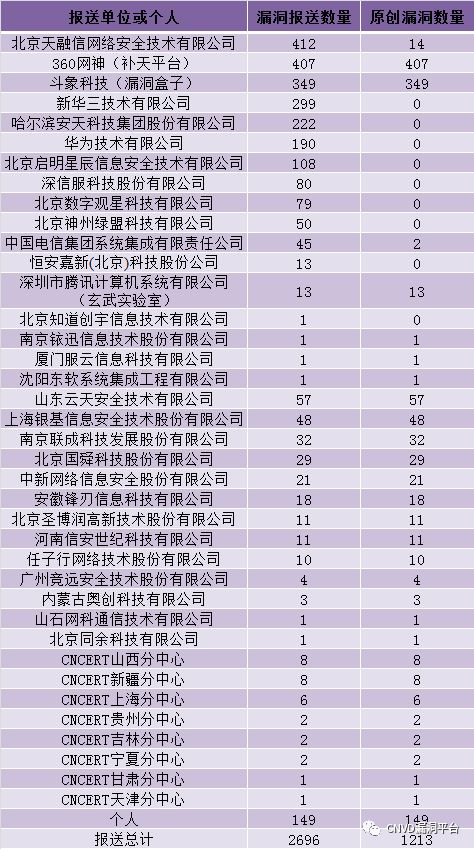 报送单位或个人 漏洞报送数量 原创漏洞数量
北京天融信网络安全技术有限公司 412 14
360网神（补天平台） 407 407
斗象科技（漏洞盒子） 349 349
新华三技术有限公司 299 0
哈尔滨安天科技集团股份有限公司 222 0
华为技术有限公司 190 0
北京启明星辰信息安全技术有限公司 108 0
深信服科技股份有限公司 80 0
北京数字观星科技有限公司 79 0
北京神州绿盟科技有限公司 50 0
中国电信集团系统集成有限责任公司 45 2
恒安嘉新(北京)科技股份公司 13 0
深圳市腾讯计算机系统有限公司
（玄武实验室） 13 13
北京知道创宇信息技术有限公司 1 0
南京铱迅信息技术股份有限公司 1 1
厦门服云信息科技有限公司 1 1
沈阳东软系统集成工程有限公司 1 1
山东云天安全技术有限公司 57 57
上海银基信息安全技术股份有限公司 48 48
南京联成科技发展股份有限公司 32 32
北京国舜科技股份有限公司 29 29
中新网络信息安全股份有限公司 21 21
安徽锋刃信息科技有限公司 18 18
北京圣博润高新技术股份有限公司 11 11
河南信安世纪科技有限公司 11 11
任子行网络技术股份有限公司 10 10
广州竞远安全技术股份有限公司 4 4
内蒙古奥创科技有限公司 3 3
山石网科通信技术有限公司 1 1
北京同余科技有限公司 1 1
CNCERT山西分中心 8 8
CNCERT新疆分中心 8 8
CNCERT上海分中心 6 6
CNCERT贵州分中心 2 2
CNCERT吉林分中心 2 2
CNCERT宁夏分中心 2 2
CNCERT甘肃分中心 1 1
CNCERT天津分中心 1 1
个人 149 149
报送总计 2696 1213
CNVD漏洞平台